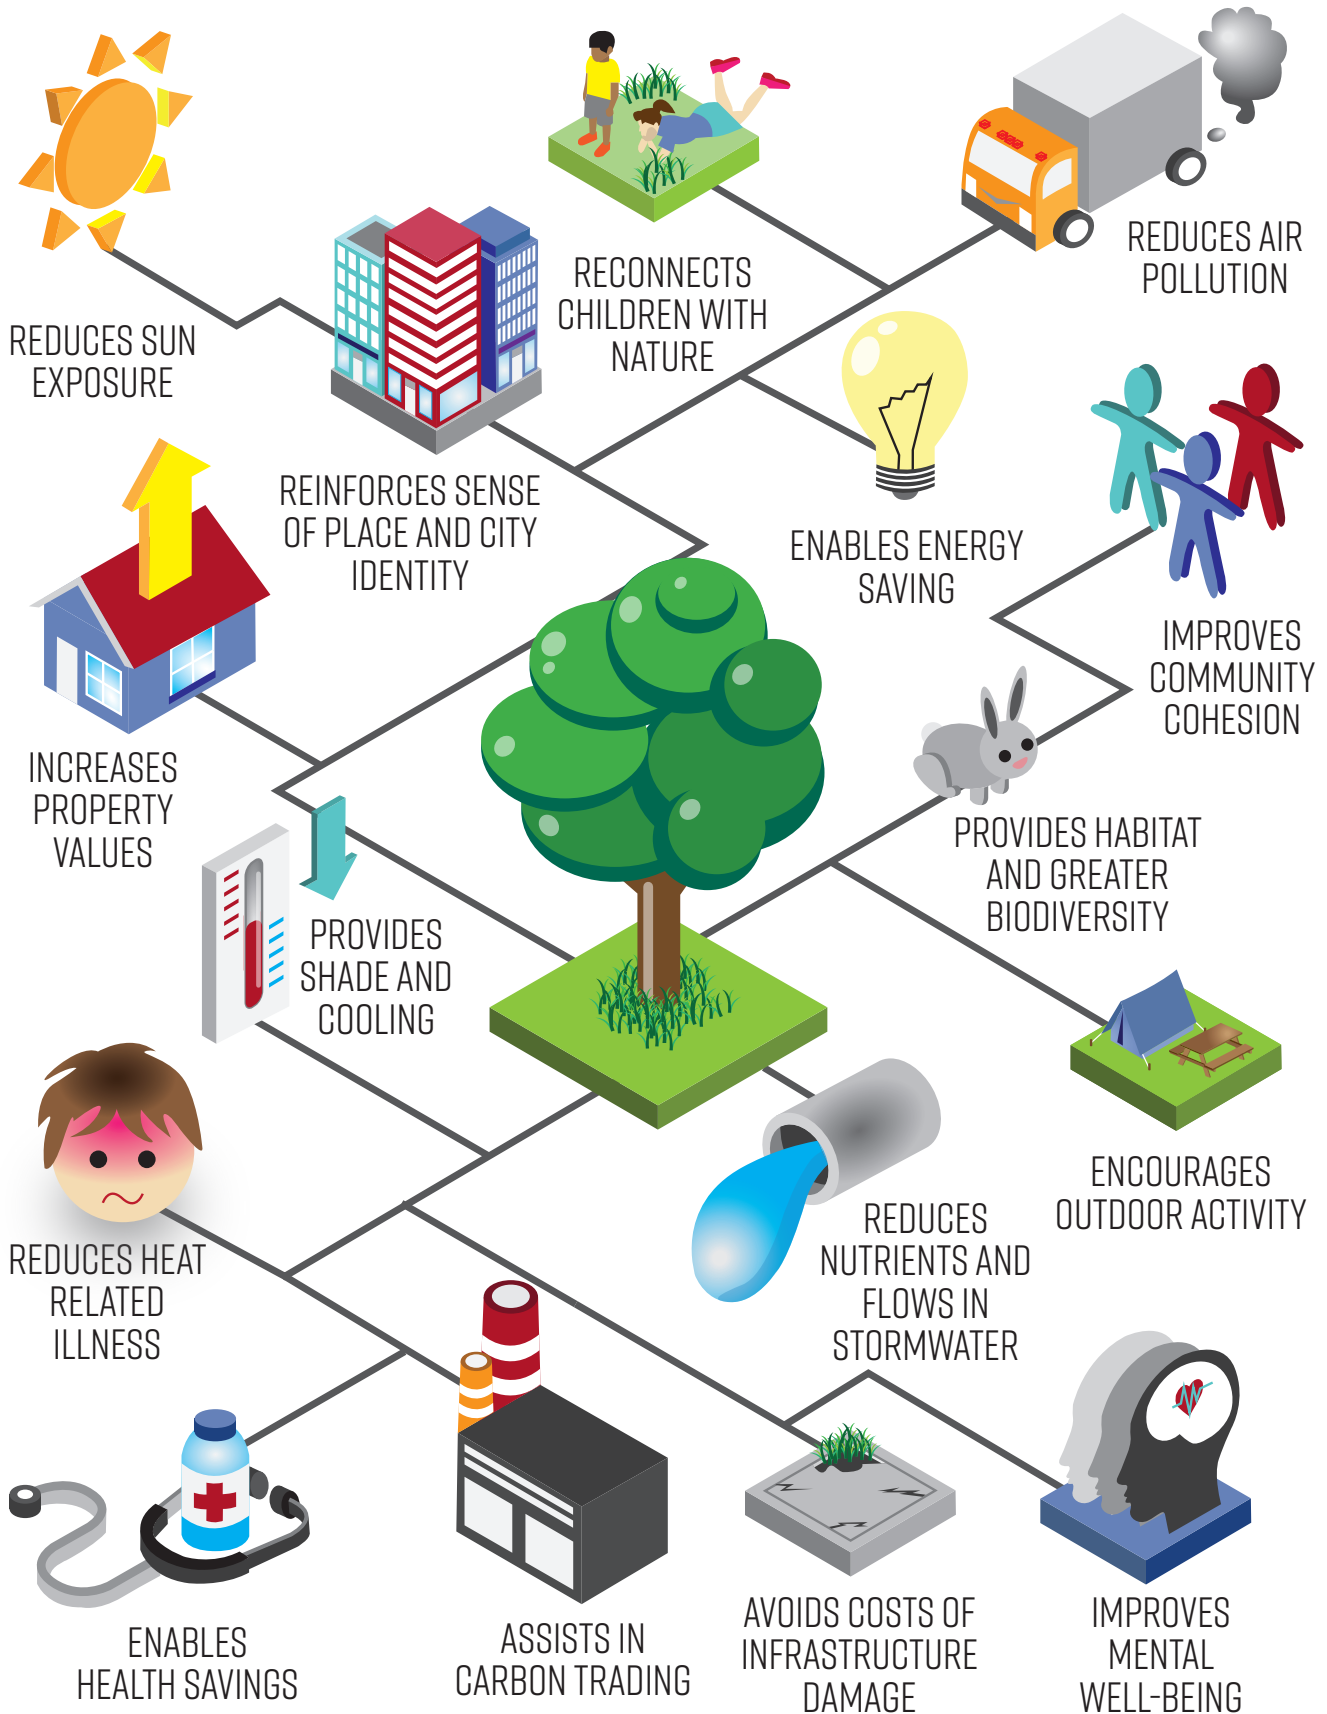 REDUCES AIR
POLLUTION
RECONNECTS
CHILDREN WITH
NATURE
REDUCES SUN
EXPOSURE
REINFORCES SENSE
OF PLACE AND CITY
IDENTITY
ENABLES ENERGY
SAVING
IMPROVES
COMMUNITY
COHESION
INCREASES
PROPERTY
VALUES
PROVIDES HABITAT
AND GREATER
BIODIVERSITY
PROVIDES
SHADE AND
COOLING
ENCOURAGES
OUTDOOR ACTIVITY
REDUCES
NUTRIENTS AND
FLOWS IN
STORMWATER
REDUCES HEAT
RELATED
ILLNESS
ENABLES
HEALTH SAVINGS
ASSISTS IN
CARBON TRADING
AVOIDS COSTS OF
INFRASTRUCTURE
DAMAGE
IMPROVES
MENTAL
WELL-BEING